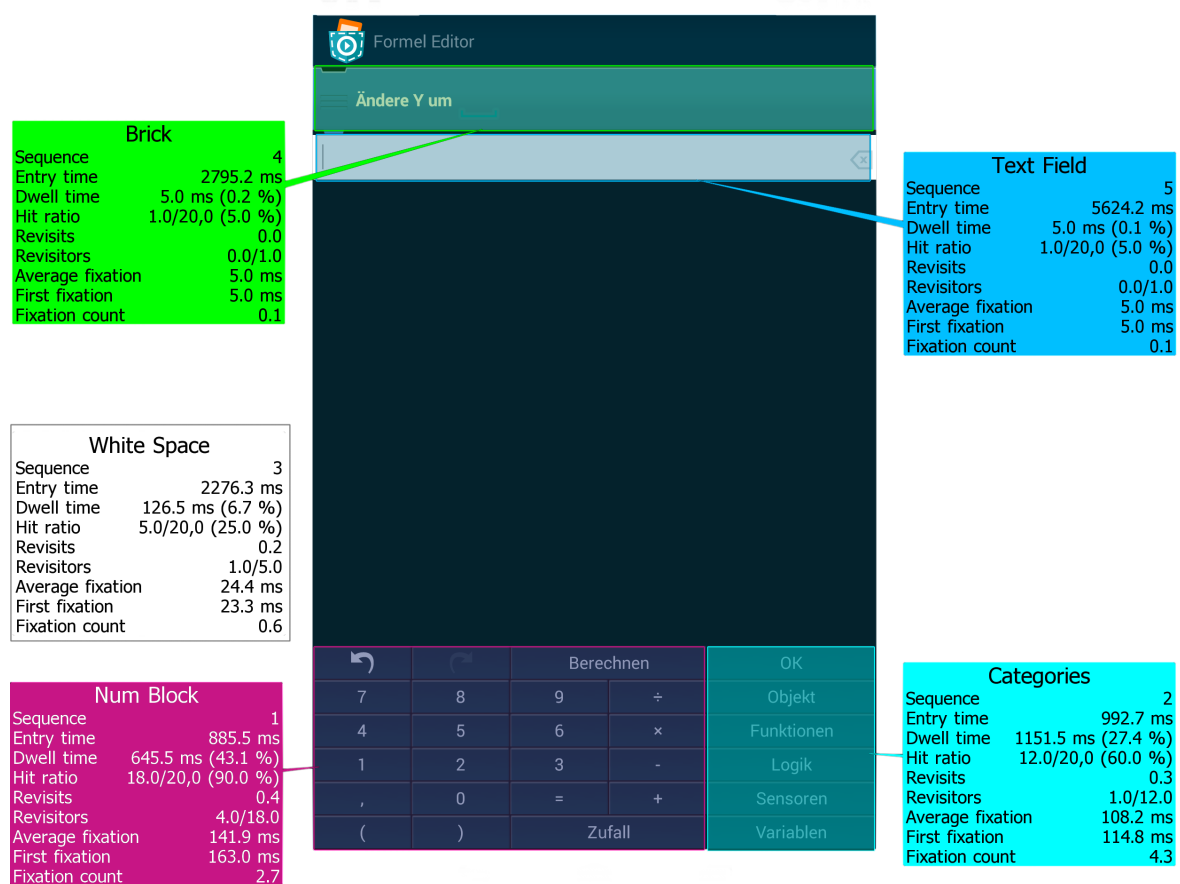 Formel Editor
Ändere Y um
Brick
Sequence 4
Entry time 2795.2 ms
Dwell time 5.0 ms (0.2 %)
Hit ratio 1.0/20,0 (5.0 %)
Revisits 0.0
Revisitors 0.0/1.0
Average fixation 5.0 ms
First fixation 5.0 ms
Fixation count 0.1
Text Field
Sequence 5
Entry time 5624.2 ms
Dwell time 5.0 ms (0.1 %)
Hit ratio 1.0/20,0 (5.0 %)
Revisits 0.0
Revisitors 0.0/1.0
Average fixation 5.0 ms
First fixation 5.0 ms
Fixation count 0.1
White Space
Sequence 3
Entry time 2276.3 ms
Dwell time 126.5 ms (6.7 %)
Hit ratio 5.0/20,0 (25.0 %)
Revisits 0.2
Revisitors 1.0/5.0
Average fixation 24.4 ms
First fixation 23.3 ms
Fixation count 0.6
Num Block
Sequence 1
Entry time 885.5 ms
Dwell time 645.5 ms (43.1 %)
Hit ratio 18.0/20,0 (90.0 %)
Revisits 0.4
Revisitors 4.0/18.0
Average fixation 141.9 ms
First fixation 163.0 ms
Fixation count 2.7
Berechnen OK
7 8 9 ÷ Objekt
4 5 6 × Funktionen
1 2 3 - Logik
, 0 = + Sensoren
( ) Zufall Variablen
Categories
Sequence 2
Entry time 992.7 ms
Dwell time 1151.5 ms (27.4 %)
Hit ratio 12.0/20,0 (60.0 %)
Revisits 0.3
Revisitors 1.0/12.0
Average fixation 108.2 ms
First fixation 114.8 ms
Fixation count 4.3